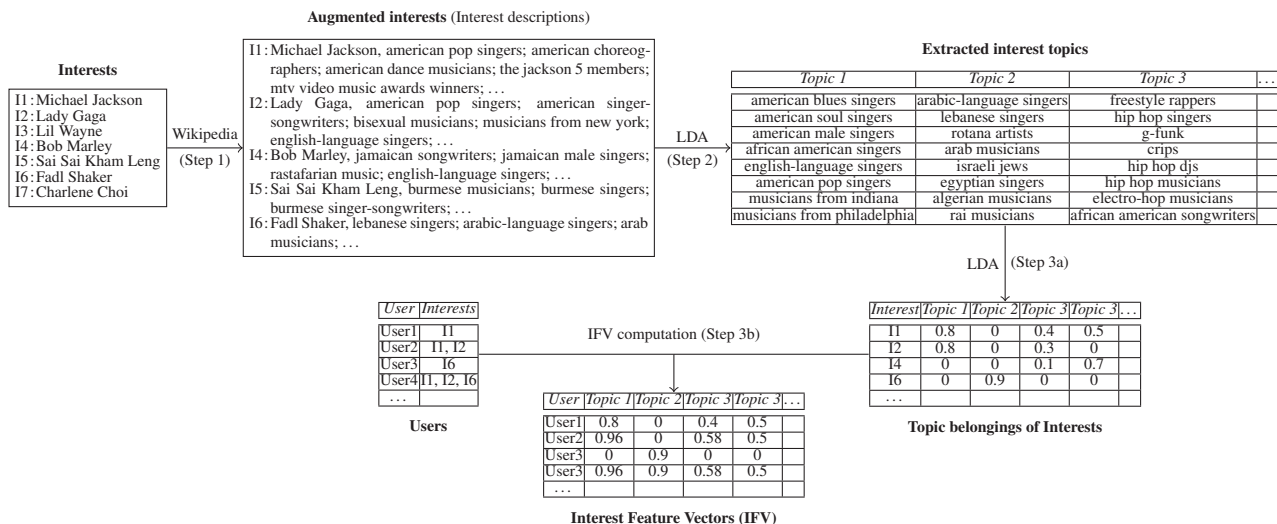 Augmented interests (Interest descriptions)
I1: Michael Jackson, american pop singers; american choreog-
raphers; american dance musicians; the jackson 5 members;
mtv video music awards winners; ...
I2: Lady Gaga, american pop singers; american singer-
songwriters; bisexual musicians; musicians from new york;
english-language singers; ...
I4: Bob Marley, jamaican songwriters; jamaican male singers;
rastafarian music; english-language singers; ...
I5: Sai Sai Kham Leng, burmese musicians; burmese singers;
burmese singer-songwriters; ...
I6: Fadl Shaker, lebanese singers; arabic-language singers; arab
musicians; ...
Interests
I1: Michael Jackson
I2: Lady Gaga
I3: Lil Wayne
I4: Bob Marley
I5: Sai Sai Kham Leng
I6: Fadl Shaker
I7: Charlene Choi
Wikipedia
(Step 1)
LDA
(Step 2)
Extracted interest topics
Topic 1 Topic 2 Topic 3 ...
american blues singers arabic-language singers freestyle rappers
american soul singers lebanese singers hip hop singers
american male singers rotana artists g-funk
african american singers arab musicians crips
english-language singers israeli jews hip hop djs
american pop singers egyptian singers hip hop musicians
musicians from indiana algerian musicians electro-hop musicians
musicians from philadelphia rai musicians african american songwriters
LDA (Step 3a)
User Interests
User1 I1
User2 I1, I2
User3 I6
User4 I1, I2, I6
...
Users
IFV computation (Step 3b)
Interest Topic 1 Topic 2 Topic 3 Topic 3 ...
I1 0.8 0 0.4 0.5
I2 0.8 0 0.3 0
I4 0 0 0.1 0.7
I6 0 0.9 0 0
...
Topic belongings of Interests
User Topic 1 Topic 2 Topic 3 Topic 3 ...
User1 0.8 0 0.4 0.5
User2 0.96 0 0.58 0.5
User3 0 0.9 0 0
User3 0.96 0.9 0.58 0.5
...
Interest Feature Vectors (IFV)